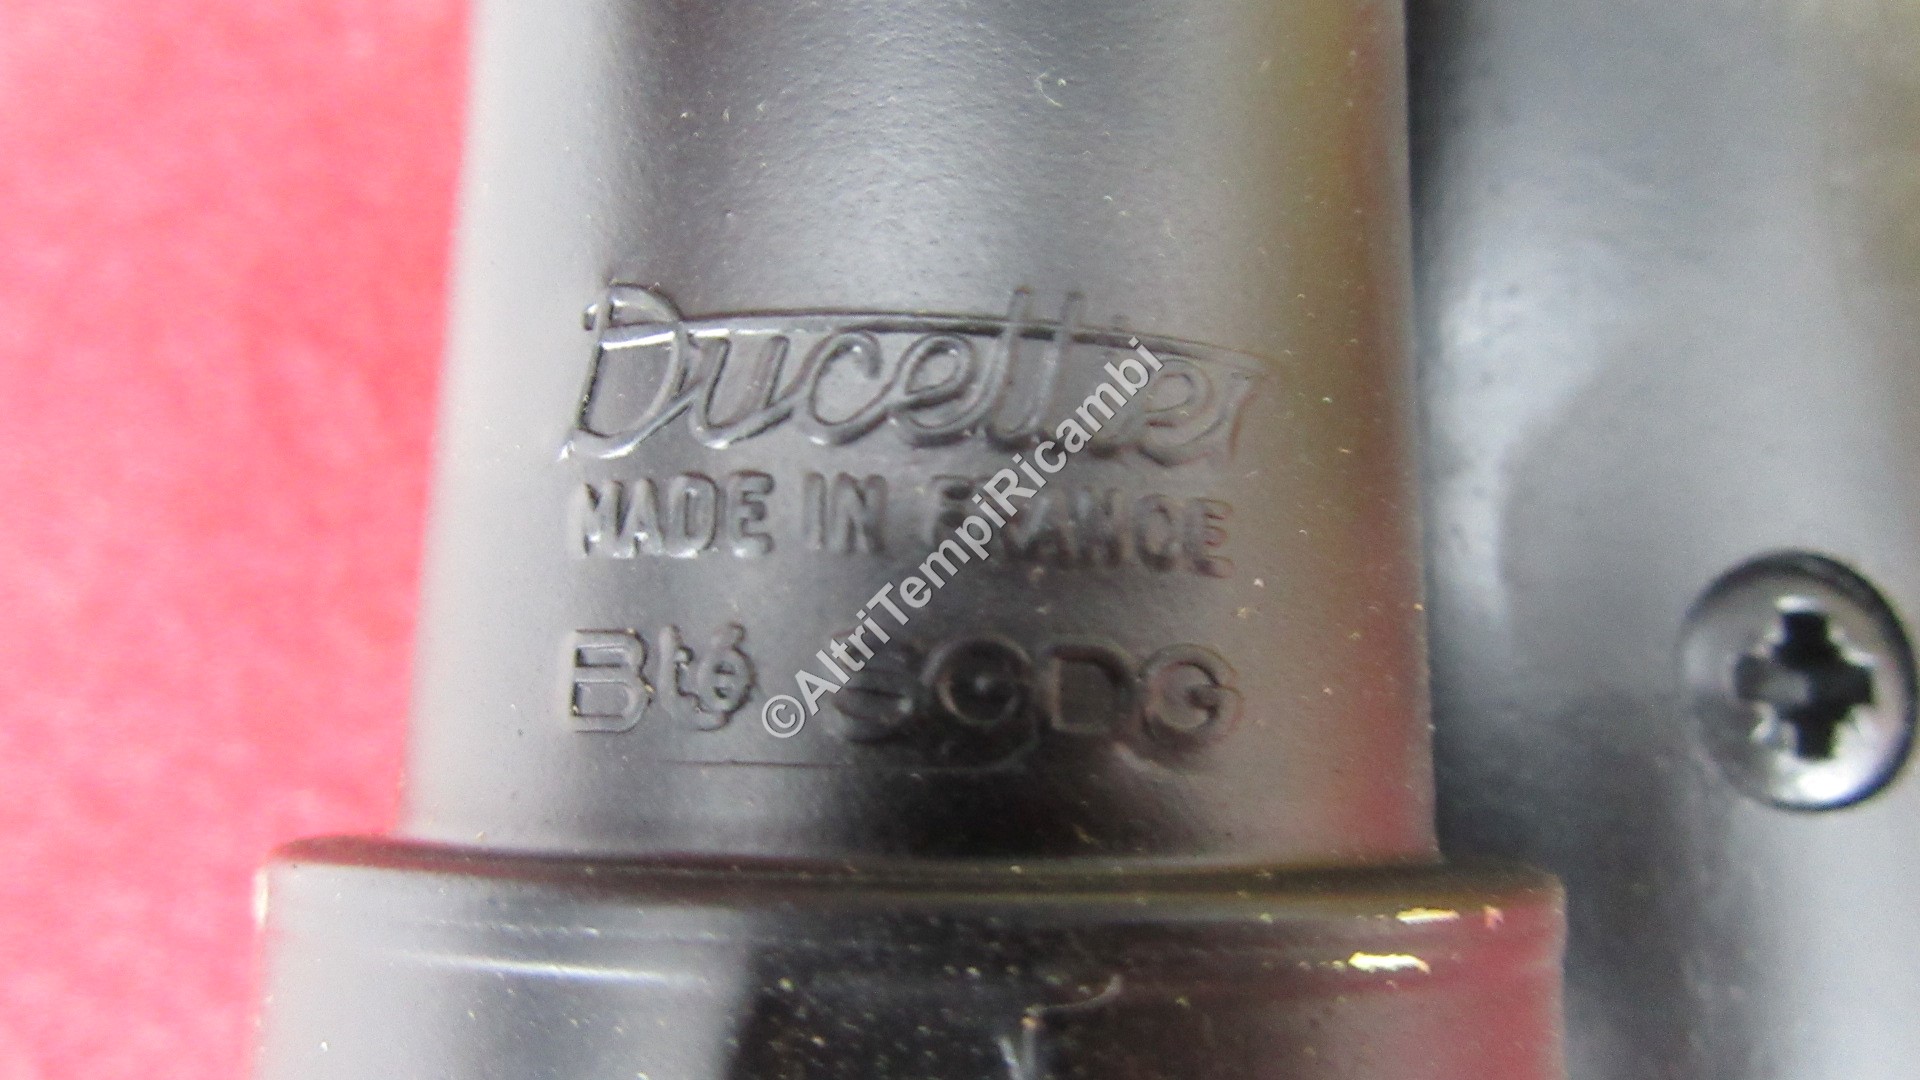 Ducellier
MADE IN FRANCE
Bté SGDG
©AltriTempiRicambi